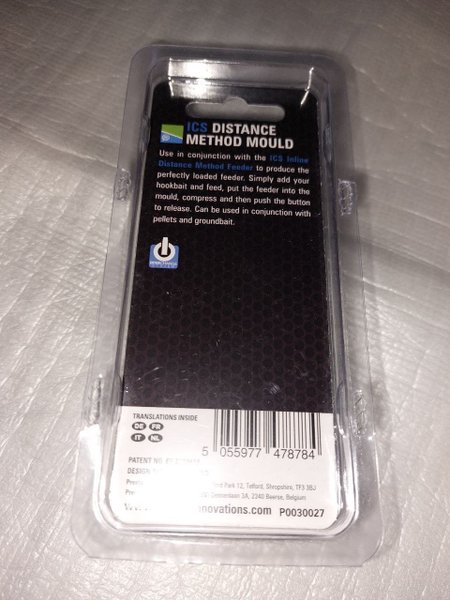 ICS DISTANCE
METHOD MOULD
Use in conjunction with the ICS Inline
Distance Method Feeder to produce the
perfectly loaded feeder. Simply add your
hookbait and feed, put the feeder into the
mould, compress and then push the button
to release. Can be used in conjunction with
pellets and groundbait.
TRANSLATIONS INSIDE
DE FR
IT NL
5 055977 478784
PATENT NO.
DESIGN
Park 12, Telford, Shropshire, TF3 3BJ
3A, 2340 Beerse, Belgium
novations.com P0030027